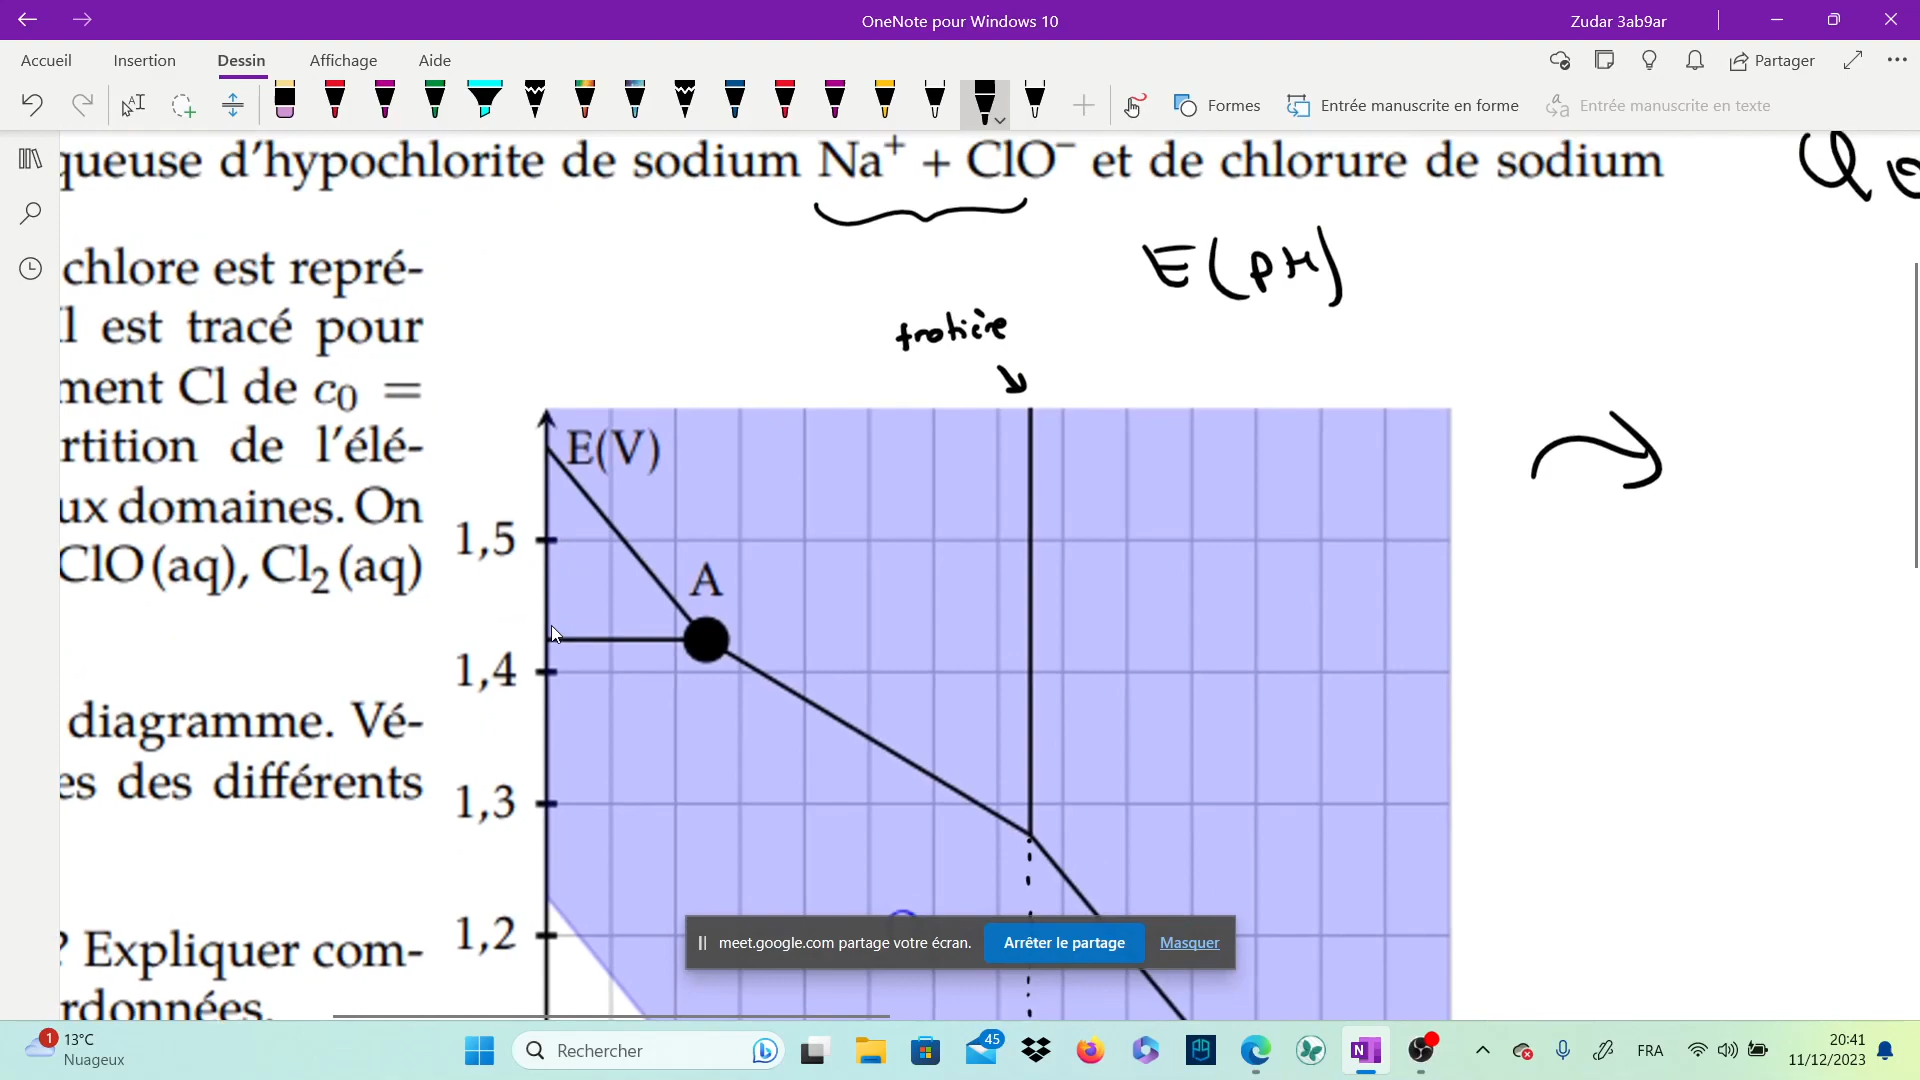 OneNote pour Windows 10
Zudar 3ab9ar
Accueil
Insertion
Dessin
Affichage
Aide
Partager
Formes
Entrée manuscrite en forme
Entrée manuscrite en texte
queuse d'hypochlorite de sodium Na⁺ + ClO⁻ et de chlorure de sodium
E(pH)
chlore est repré-
l est tracé pour
ment Cl de c₀ =
rtition de l'élé-
ux domaines. On
ClO (aq), Cl₂ (aq)
diagramme. Vé-
es des différents
? Expliquer com-
rdonnées.
E(V)
1,5
A
1,4
1,3
1,2
meet.google.com partage votre écran.
Arrêter le partage
Masquer
1
13°C
Nuageux
Rechercher
45
FRA
20:41
11/12/2023